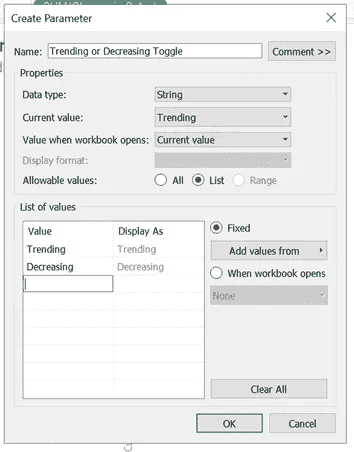 Create Parameter
Name: Trending or Decreasing Toggle Comment >>
Properties
Data type: String
Current value: Trending
Value when workbook opens: Current value
Display format:
Allowable values: All List Range
List of values
Value Display As
Trending Trending
Decreasing Decreasing
Fixed
Add values from
When workbook opens
None
Clear All
OK Cancel